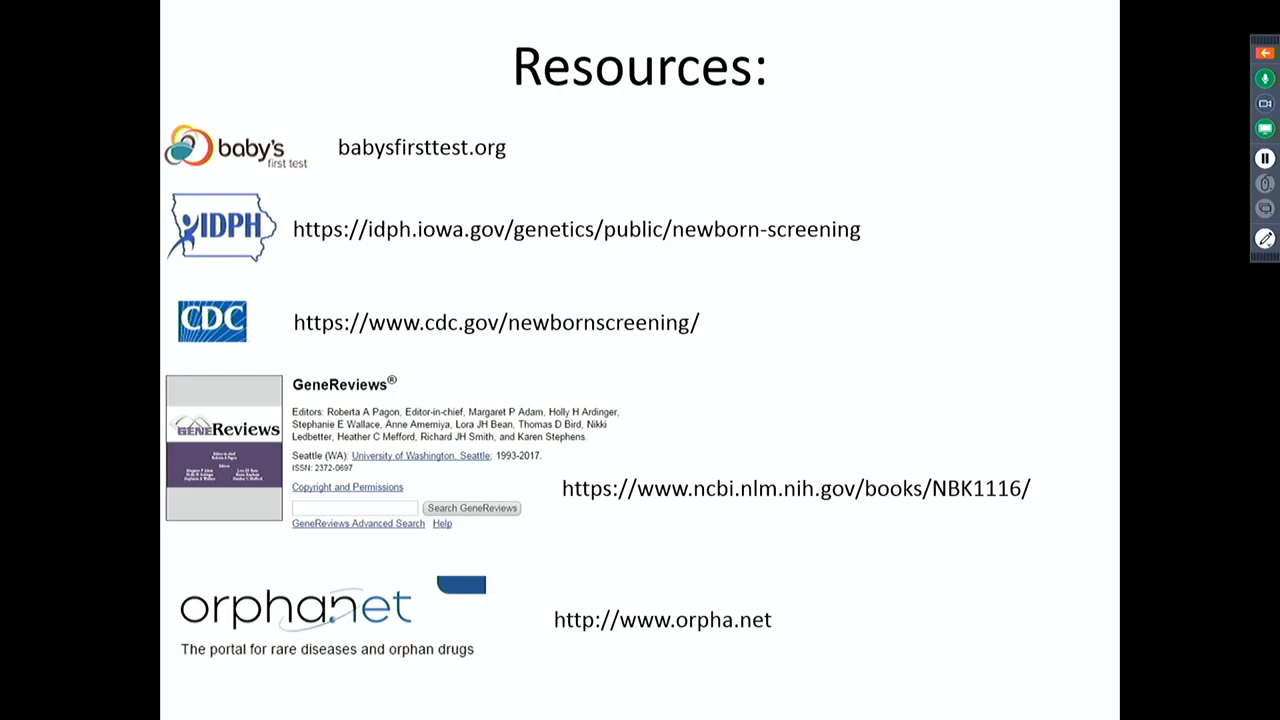 Resources:
baby's
first test
babysfirsttest.org
IDPH
https://idph.iowa.gov/genetics/public/newborn-screening
CDC
https://www.cdc.gov/newbornscreening/
GENEReviews
GeneReviews®
Editors: Roberta A Pagon, Editor-in-chief, Margaret P Adam, Holly H Ardinger,
Stephanie E Wallace, Anne Amemiya, Lora JH Bean, Thomas D Bird, Nikki
Ledbetter, Heather C Mefford, Richard JH Smith, and Karen Stephens.
Seattle (WA): University of Washington, Seattle; 1993-2017.
ISSN: 2372-0697
Copyright and Permissions
Search GeneReviews
GeneReviews Advanced Search Help
https://www.ncbi.nlm.nih.gov/books/NBK1116/
orphanet
http://www.orpha.net
The portal for rare diseases and orphan drugs